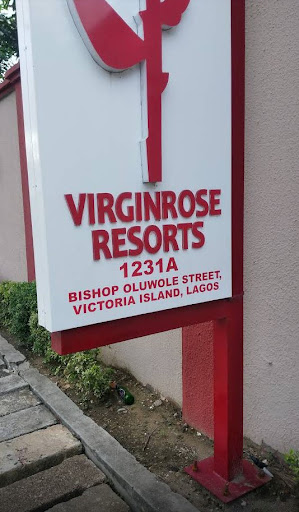 VIRGINROSE
RESORTS
1231A
BISHOP OLUWOLE STREET,
VICTORIA ISLAND, LAGOS